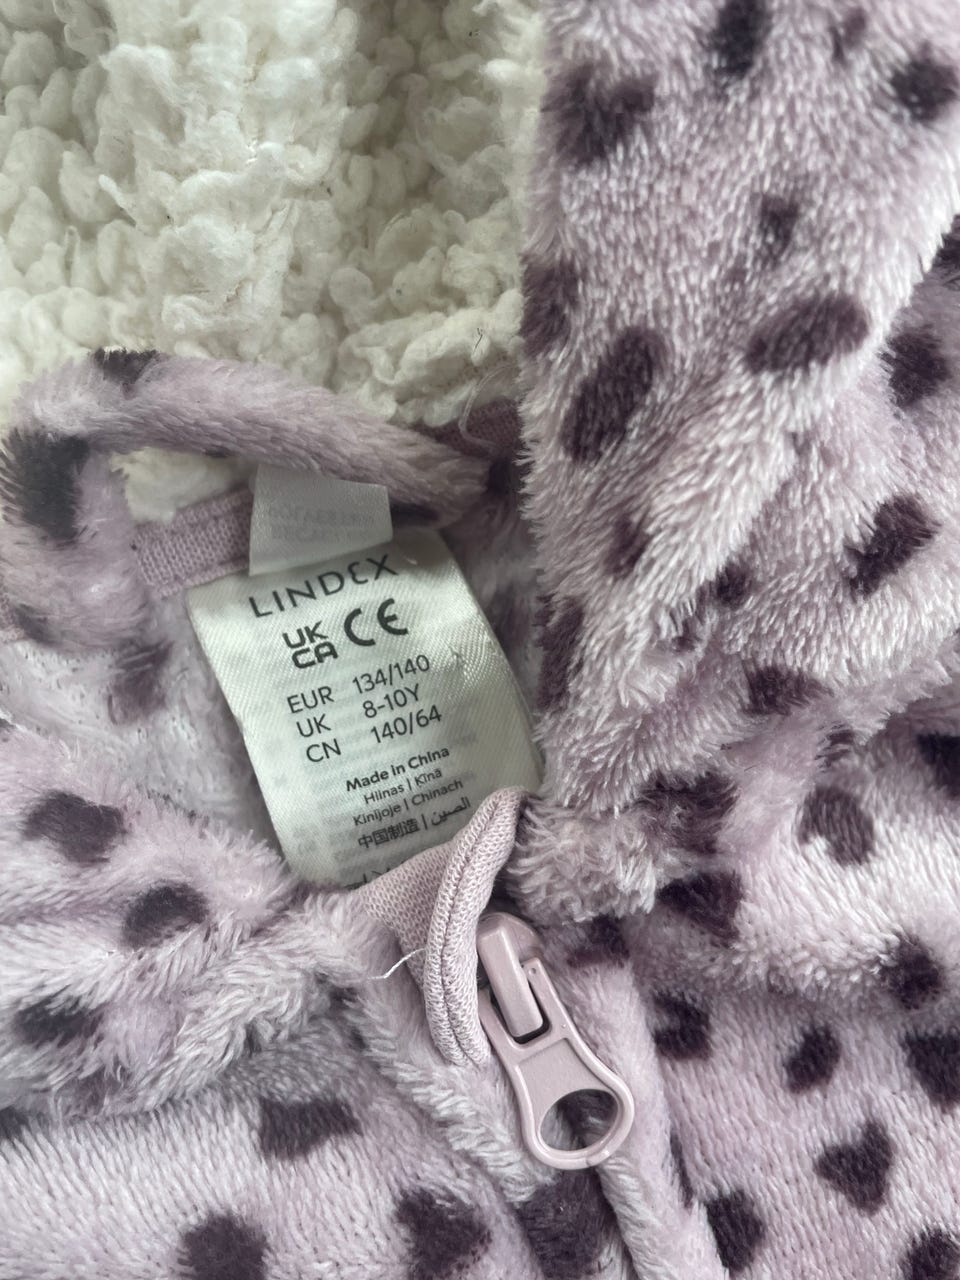 LINDEX
UK
CA CE
EUR 134/140
UK 8-10Y
CN 140/64
Made in China
Hiinas | Ķīnā
Kinijoje | Chinach
中国制造 | الصين